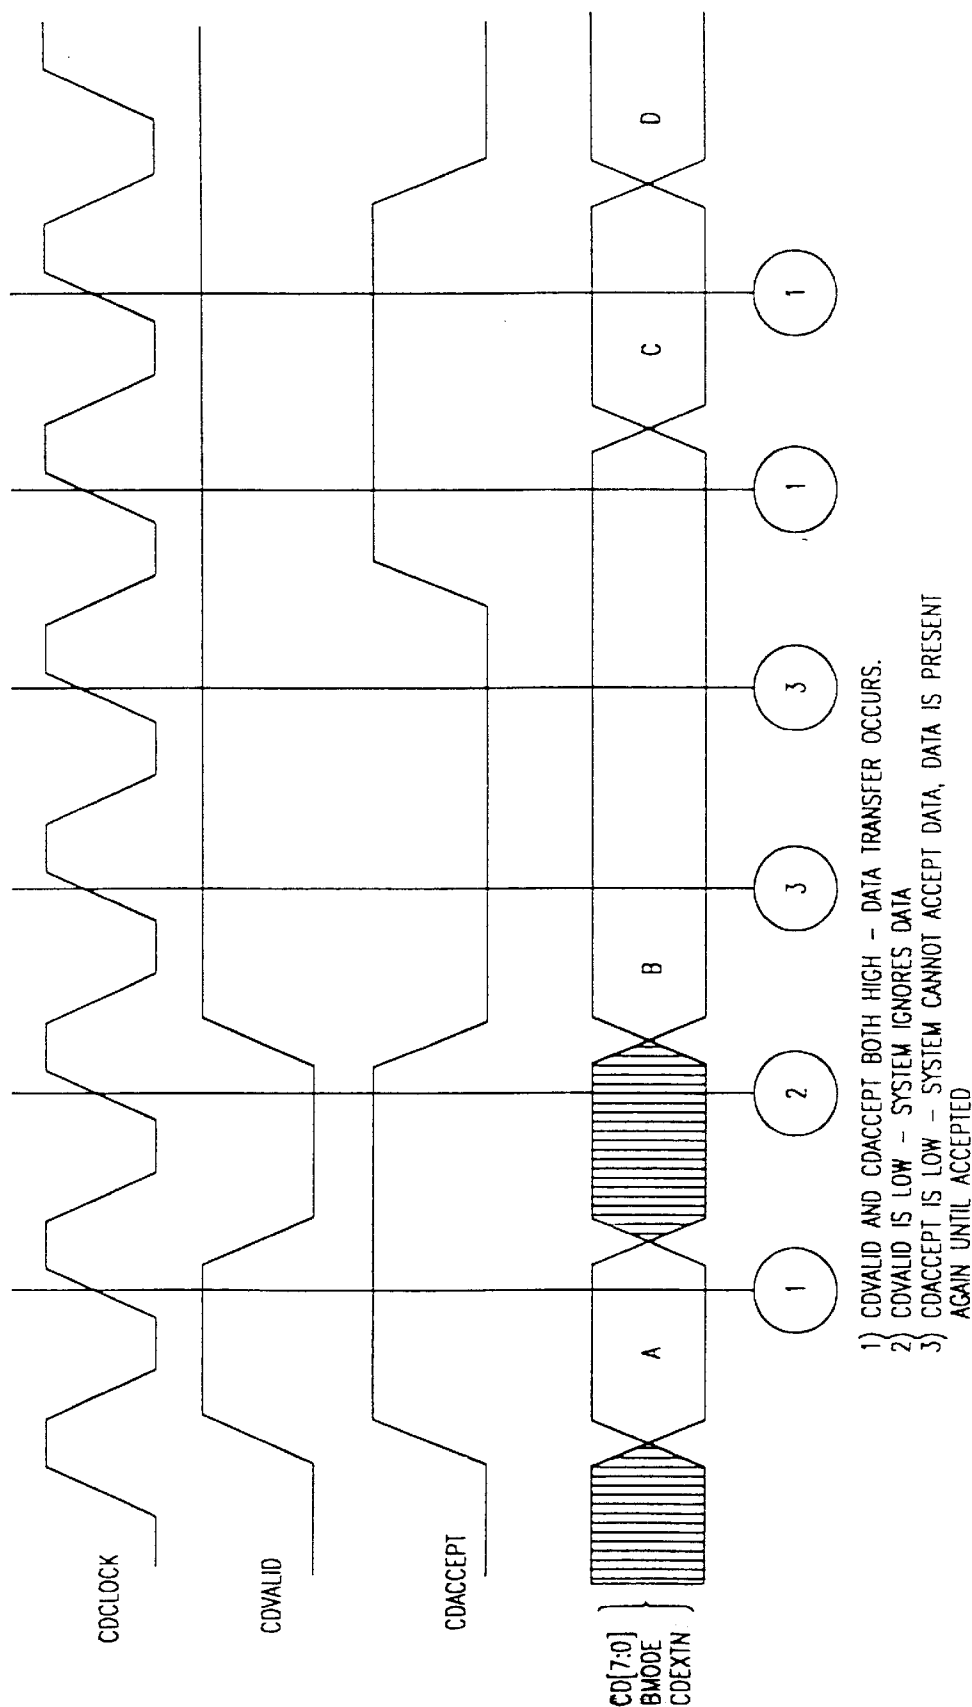 CDCLOCK
CDVALID
CDACCEPT
CD[7:0]
BMODE
CDEXTN
A
B
C
D
1
2
3
3
1
1
1) CDVALID AND CDACCEPT BOTH HIGH - DATA TRANSFER OCCURS.
2) CDVALID IS LOW - SYSTEM IGNORES DATA
3) CDACCEPT IS LOW - SYSTEM CANNOT ACCEPT DATA, DATA IS PRESENT
AGAIN UNTIL ACCEPTED